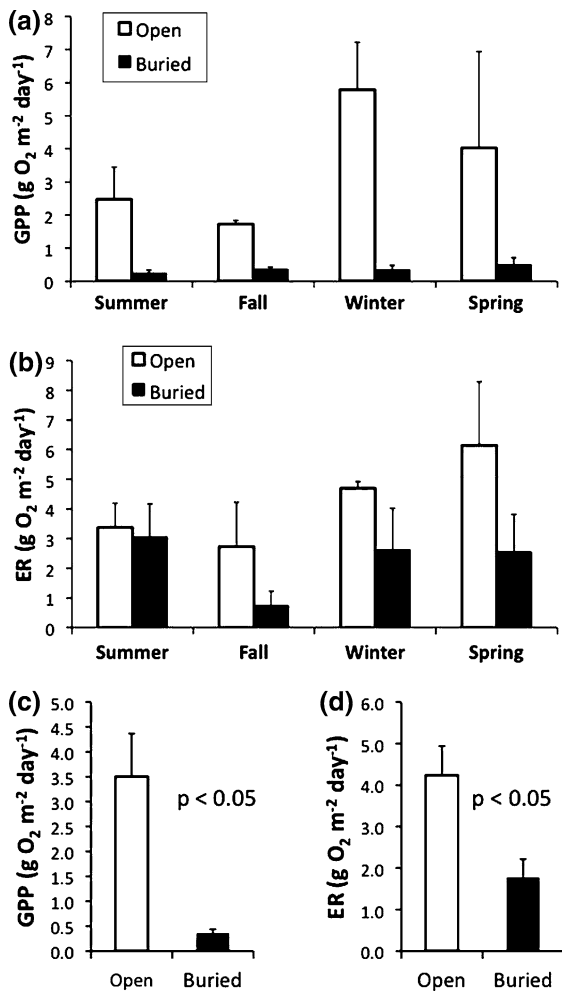 (a)
GPP (g O₂ m⁻² day⁻¹)
8
7
6
5
4
3
2
1
0
Open
Buried
Summer Fall Winter Spring
(b)
ER (g O₂ m⁻² day⁻¹)
9
8
7
6
5
4
3
2
1
0
Open
Buried
Summer Fall Winter Spring
(c)
GPP (g O₂ m⁻² day⁻¹)
5.0
4.5
4.0
3.5
3.0
2.5
2.0
1.5
1.0
0.5
0.0
p < 0.05
Open Buried
(d)
ER (g O₂ m⁻² day⁻¹)
6.0
5.0
4.0
3.0
2.0
1.0
0.0
p < 0.05
Open Buried